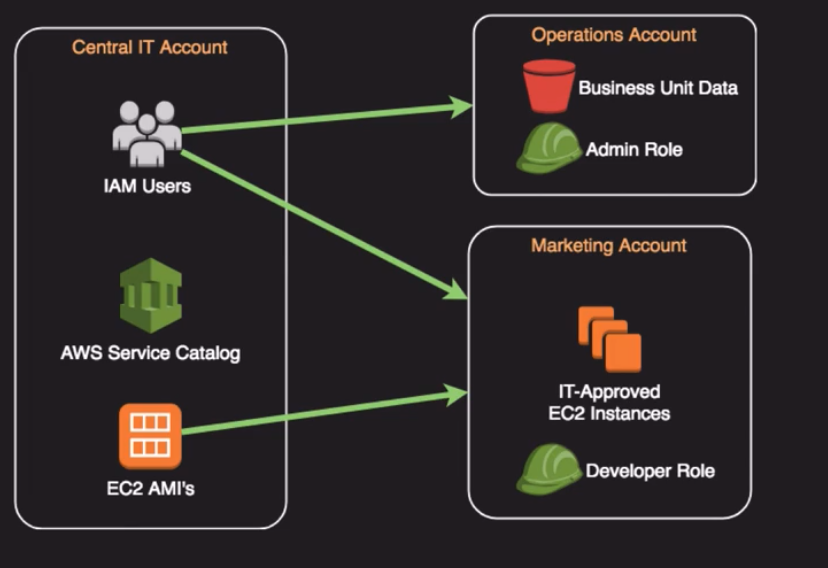 Central IT Account
IAM Users
AWS Service Catalog
EC2 AMI's
Operations Account
Business Unit Data
Admin Role
Marketing Account
IT-Approved
EC2 Instances
Developer Role